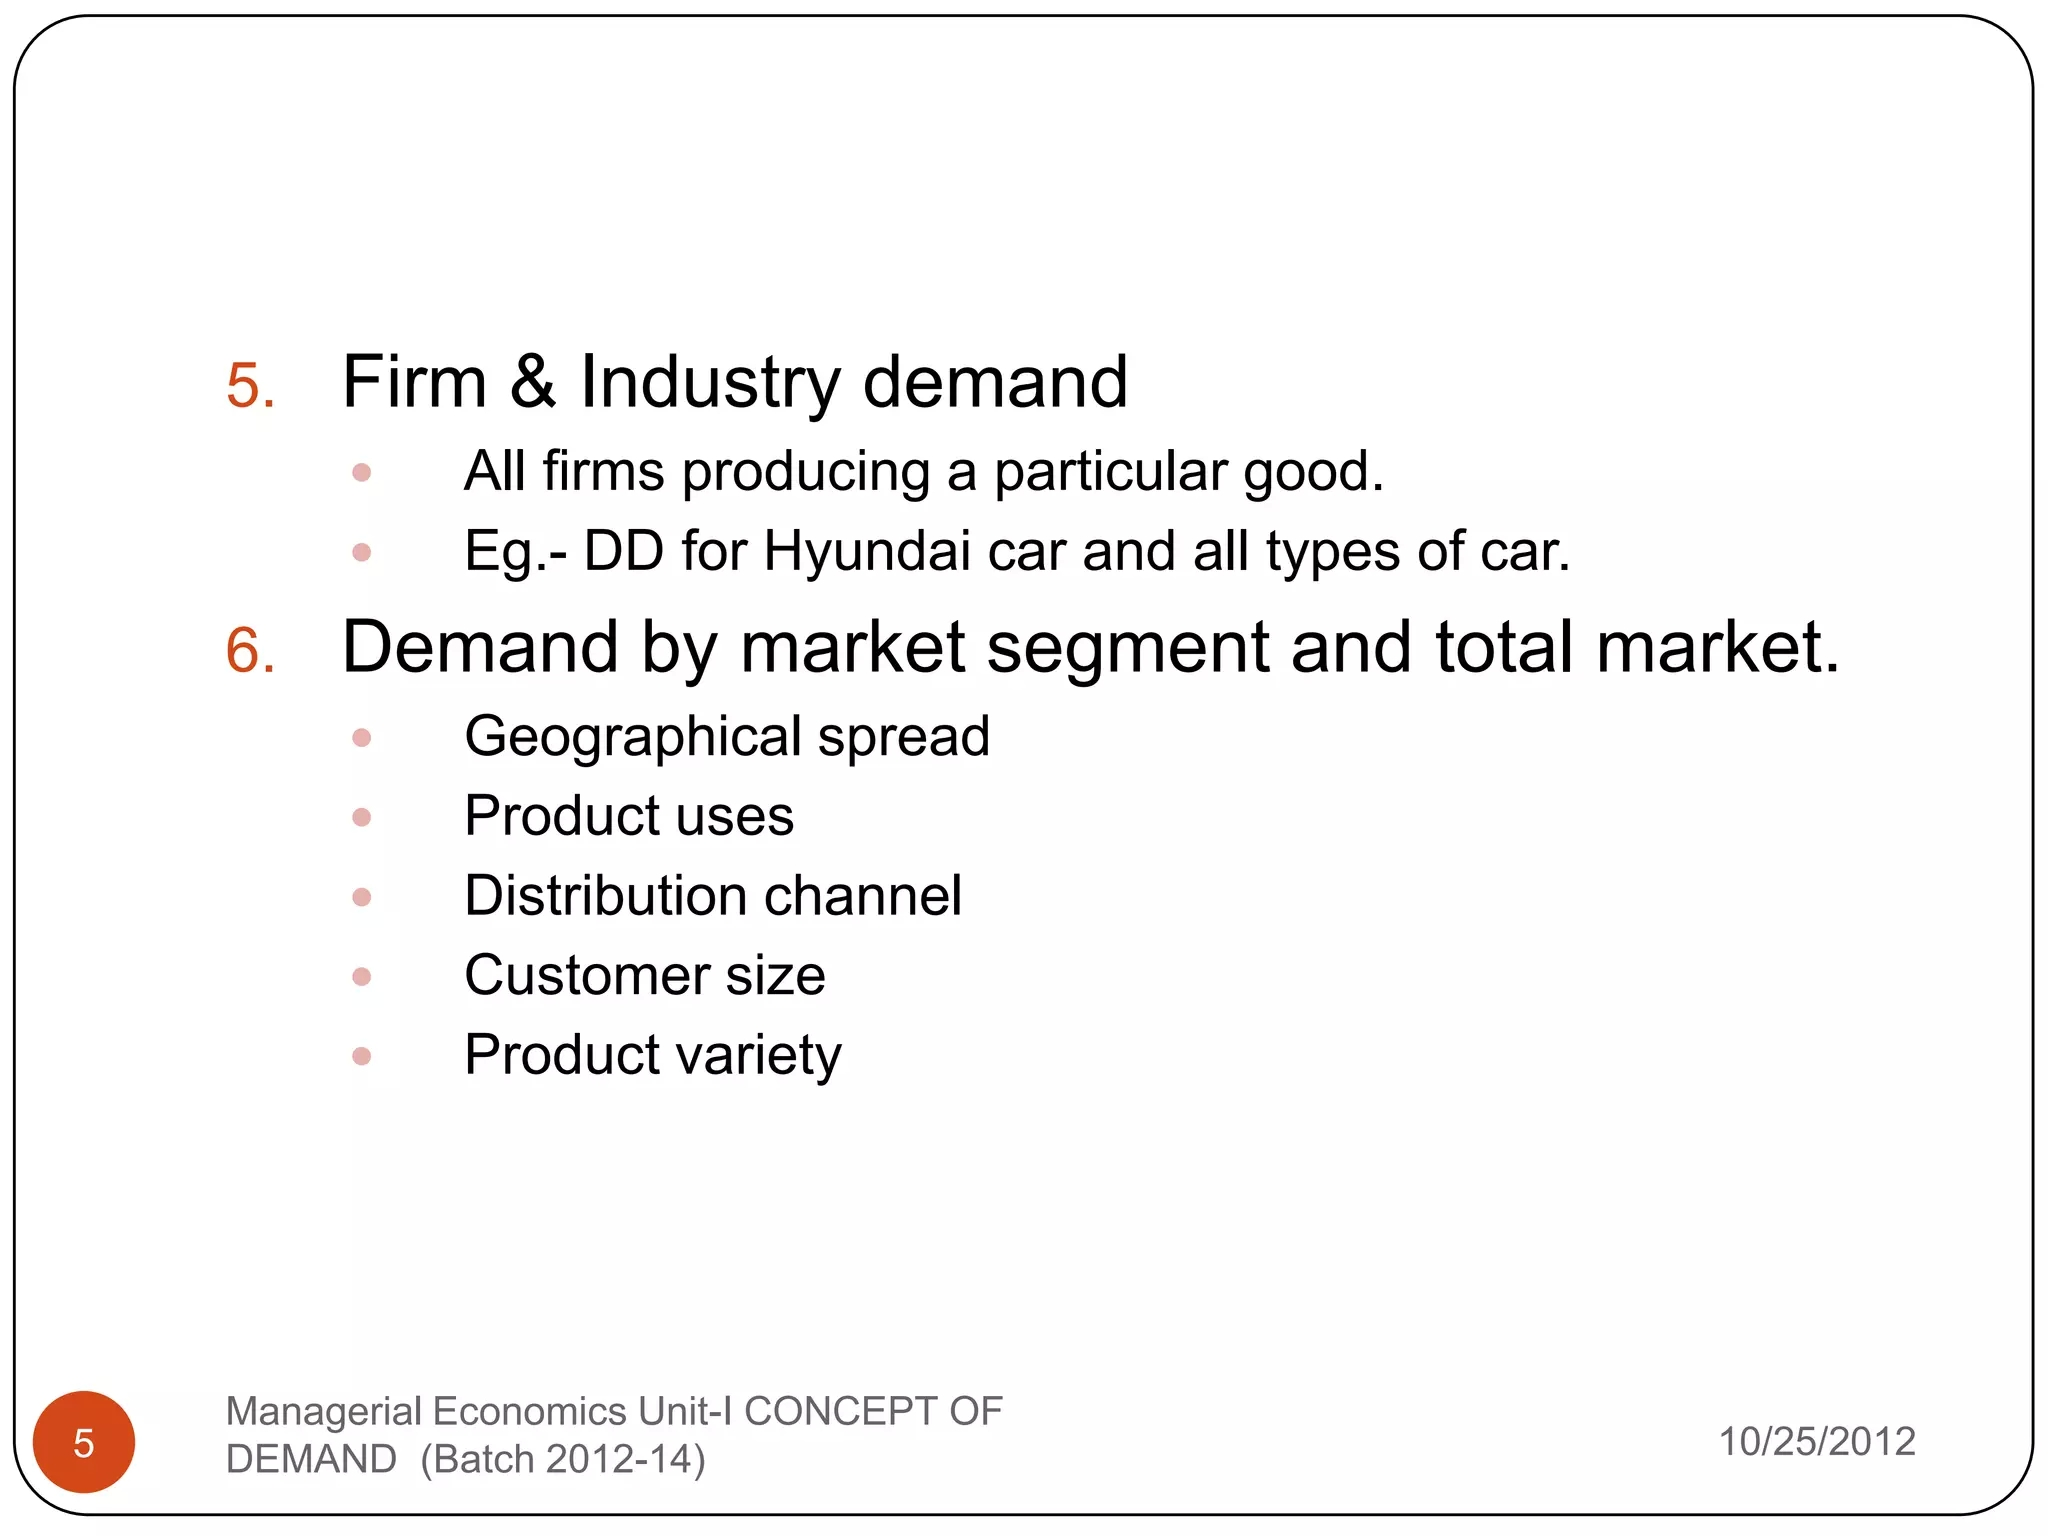 5. Firm & Industry demand
• All firms producing a particular good.
• Eg.- DD for Hyundai car and all types of car.
6. Demand by market segment and total market.
• Geographical spread
• Product uses
• Distribution channel
• Customer size
• Product variety
5
Managerial Economics Unit-I CONCEPT OF
DEMAND (Batch 2012-14)
10/25/2012